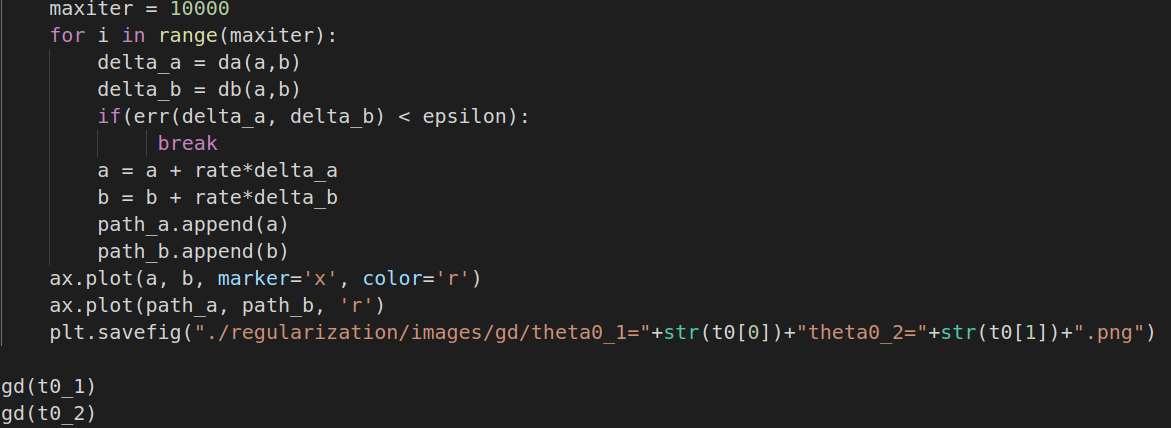 maxiter = 10000
for i in range(maxiter):
delta_a = da(a,b)
delta_b = db(a,b)
if(err(delta_a, delta_b) < epsilon):
break
a = a + rate*delta_a
b = b + rate*delta_b
path_a.append(a)
path_b.append(b)
ax.plot(a, b, marker='x', color='r')
ax.plot(path_a, path_b, 'r')
plt.savefig("./regularization/images/gd/theta0_1="+str(t0[0])+"theta0_2="+str(t0[1])+".png")
gd(t0_1)
gd(t0_2)